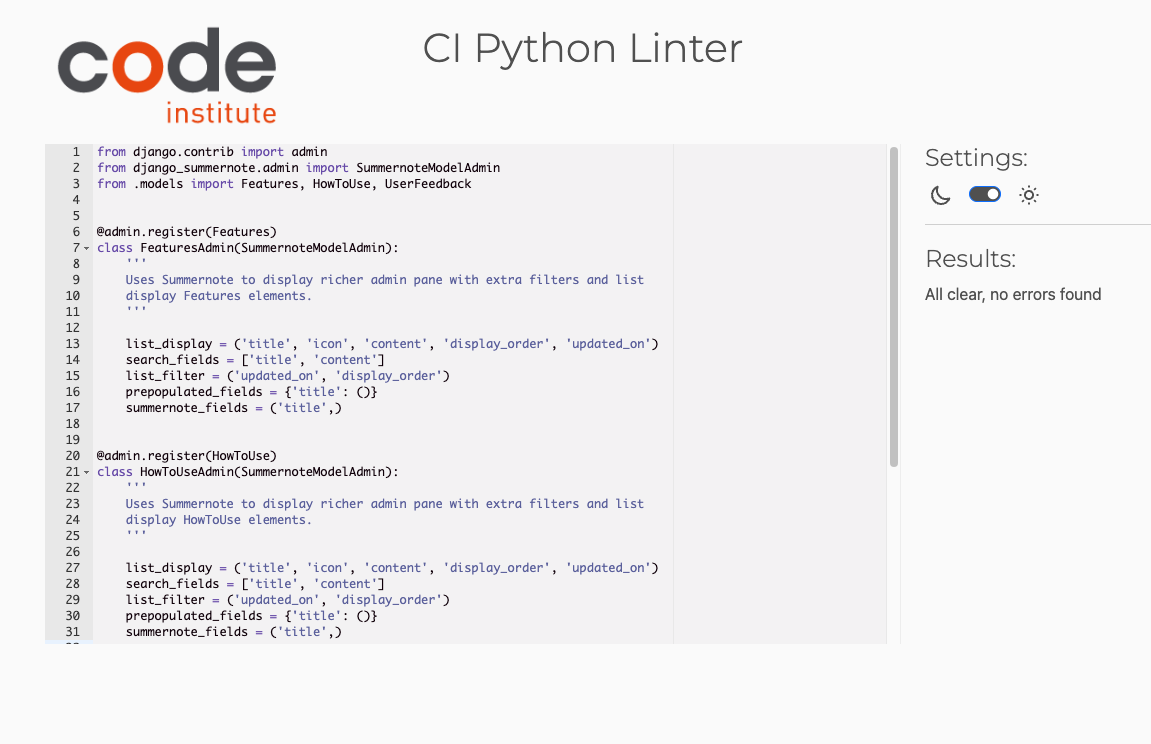 code
institute
CI Python Linter
1 from django.contrib import admin
2 from django_summernote.admin import SummernoteModelAdmin
3 from .models import Features, HowToUse, UserFeedback
4
5
6 @admin.register(Features)
7 class FeaturesAdmin(SummernoteModelAdmin):
8     '''
9     Uses Summernote to display richer admin pane with extra filters and list
10     display Features elements.
11     '''
12
13     list_display = ('title', 'icon', 'content', 'display_order', 'updated_on')
14     search_fields = ['title', 'content']
15     list_filter = ('updated_on', 'display_order')
16     prepopulated_fields = {'title': ()}
17     summernote_fields = ('title',)
18
19
20 @admin.register(HowToUse)
21 class HowToUseAdmin(SummernoteModelAdmin):
22     '''
23     Uses Summernote to display richer admin pane with extra filters and list
24     display HowToUse elements.
25     '''
26
27     list_display = ('title', 'icon', 'content', 'display_order', 'updated_on')
28     search_fields = ['title', 'content']
29     list_filter = ('updated_on', 'display_order')
30     prepopulated_fields = {'title': ()}
31     summernote_fields = ('title',)
Settings:
Results:
All clear, no errors found